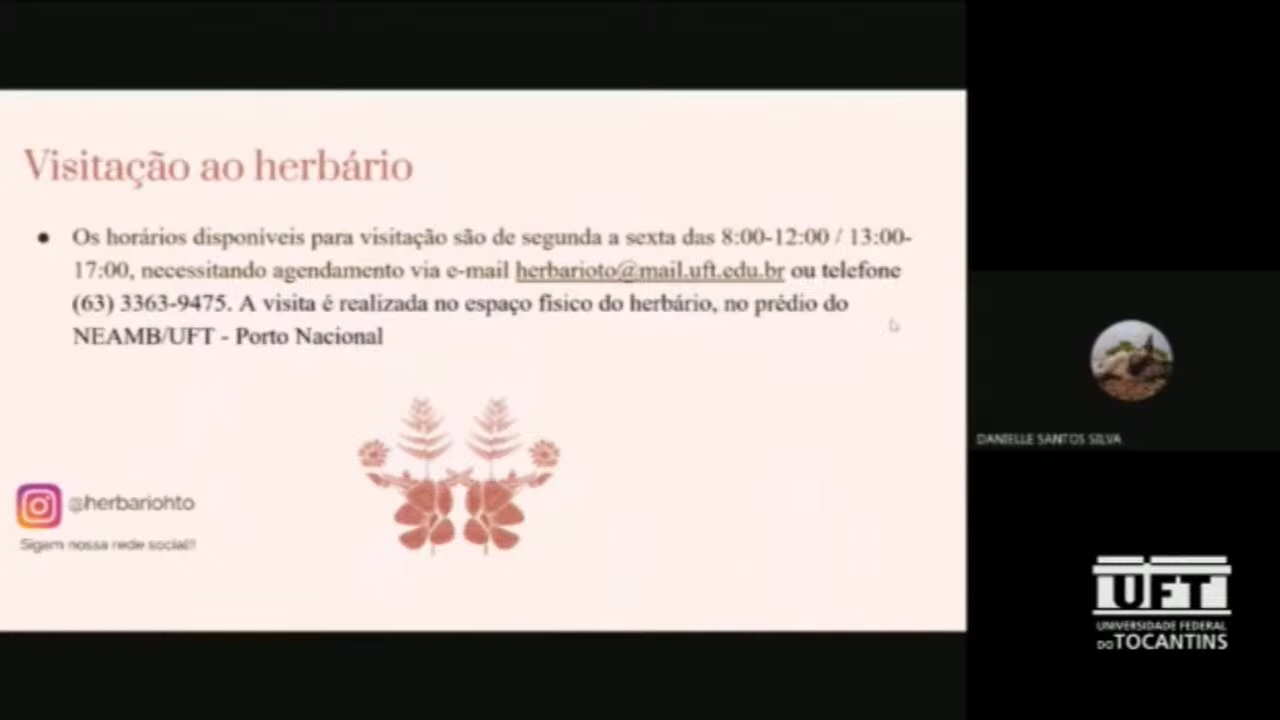 Visitação ao herbário
● Os horários disponíveis para visitação são de segunda a sexta das 8:00-12:00 / 13:00-
17:00, necessitando agendamento via e-mail herbarioto@mail.uft.edu.br ou telefone
(63) 3363-9475. A visita é realizada no espaço físico do herbário, no prédio do
NEAMB/UFT - Porto Nacional
@herbariohto
Sigam nossa rede social!!
DANIELLE SANTOS SILVA
UFT
UNIVERSIDADE FEDERAL
DO TOCANTINS